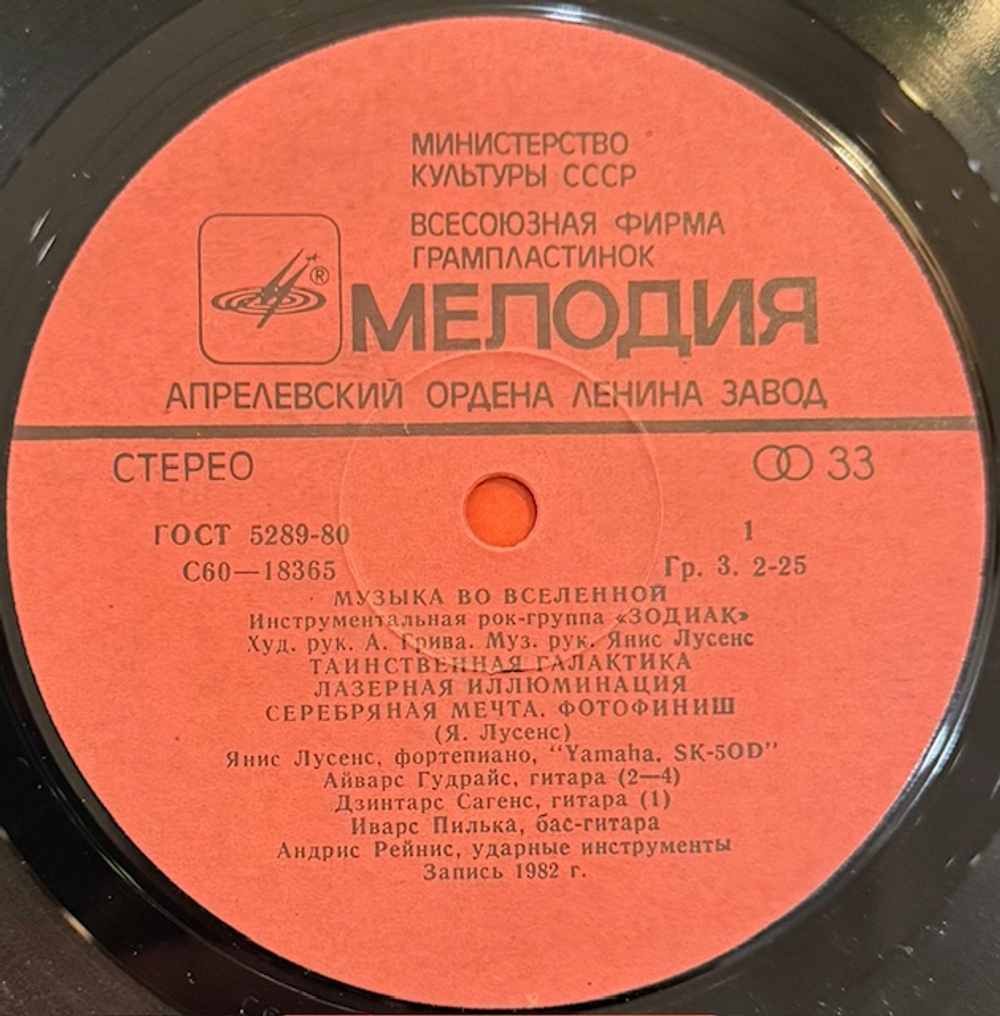 МИНИСТЕРСТВО
КУЛЬТУРЫ СССР
ВСЕСОЮЗНАЯ ФИРМА
ГРАМПЛАСТИНОК
®
МЕЛОДИЯ
АПРЕЛЕВСКИЙ ОРДЕНА ЛЕНИНА ЗАВОД
СТЕРЕО
33
ГОСТ 5289-80
1
С60—18365
Гр. 3. 2-25
МУЗЫКА ВО ВСЕЛЕННОЙ
Инструментальная рок-группа «ЗОДИАК»
Худ. рук. А. Грива. Муз. рук. Янис Лусенс
ТАИНСТВЕННАЯ ГАЛАКТИКА
ЛАЗЕРНАЯ ИЛЛЮМИНАЦИЯ
СЕРЕБРЯНАЯ МЕЧТА. ФОТОФИНИШ
(Я. Лусенс)
Янис Лусенс, фортепиано, "Yamaha. SK-5OD"
Айварс Гудрайс, гитара (2—4)
Дзинтарс Сагенс, гитара (1)
Иварс Пилька, бас-гитара
Андрис Рейнис, ударные инструменты
Запись 1982 г.